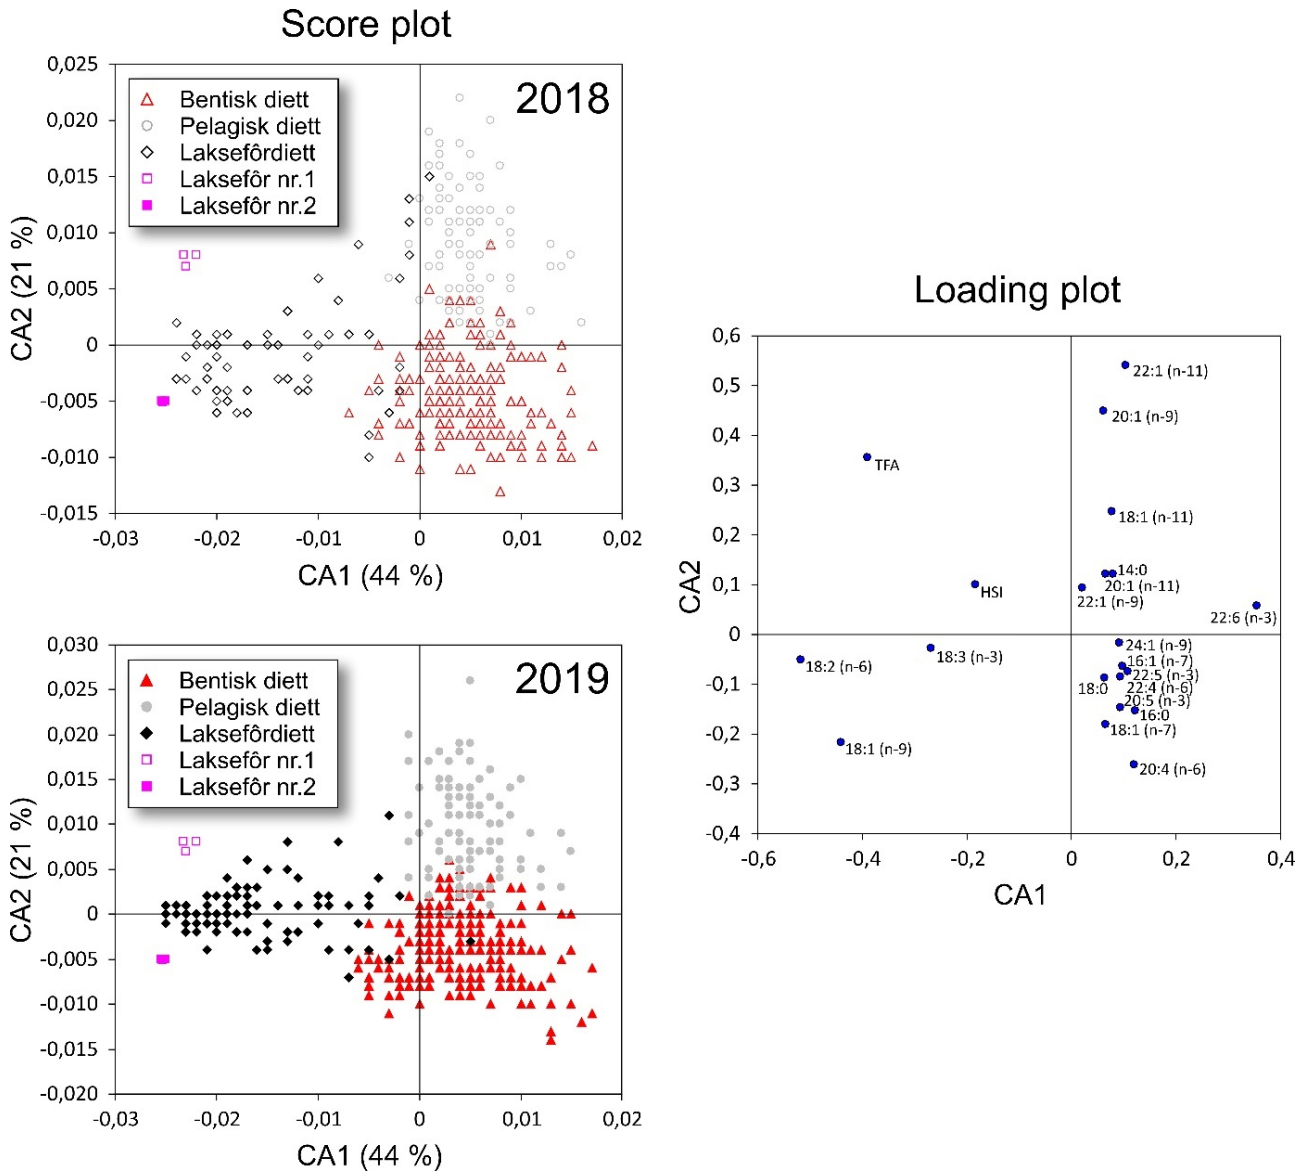 Score plot
2018
Bentisk diett
Pelagisk diett
Laksefôrdiett
Laksefôr nr.1
Laksefôr nr.2
0,025
0,020
0,015
0,010
0,005
0
-0,005
-0,010
-0,015
CA2 (21 %)
-0,03
-0,02
-0,01
0
0,01
0,02
CA1 (44 %)
2019
Bentisk diett
Pelagisk diett
Laksefôrdiett
Laksefôr nr.1
Laksefôr nr.2
0,030
0,025
0,020
0,015
0,010
0,005
0
-0,005
-0,010
-0,015
-0,020
CA2 (21 %)
-0,03
-0,02
-0,01
0
0,01
0,02
CA1 (44 %)
Loading plot
0,6
0,5
0,4
0,3
0,2
0,1
0
-0,1
-0,2
-0,3
-0,4
CA2
22:1 (n-11)
20:1 (n-9)
TFA
18:1 (n-11)
14:0
20:1 (n-11)
HSI
22:1 (n-9)
22:6 (n-3)
24:1 (n-9)
18:3 (n-3)
16:1 (n-7)
18:2 (n-6)
22:5 (n-3)
18:0
22:4 (n-6)
20:5 (n-3)
16:0
18:1 (n-7)
18:1 (n-9)
20:4 (n-6)
-0,6
-0,4
-0,2
0
0,2
0,4
CA1